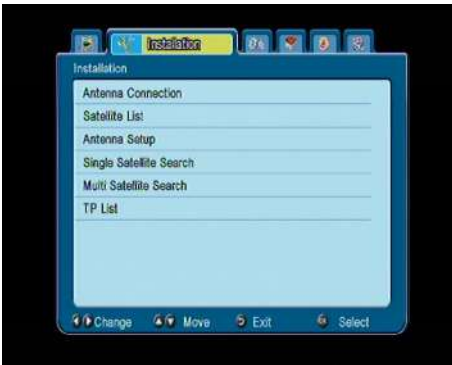 Installation
Installation
Antenna Connection
Satellite List
Antenna Setup
Single Satellite Search
Multi Satellite Search
TP List
Change Move Exit Select